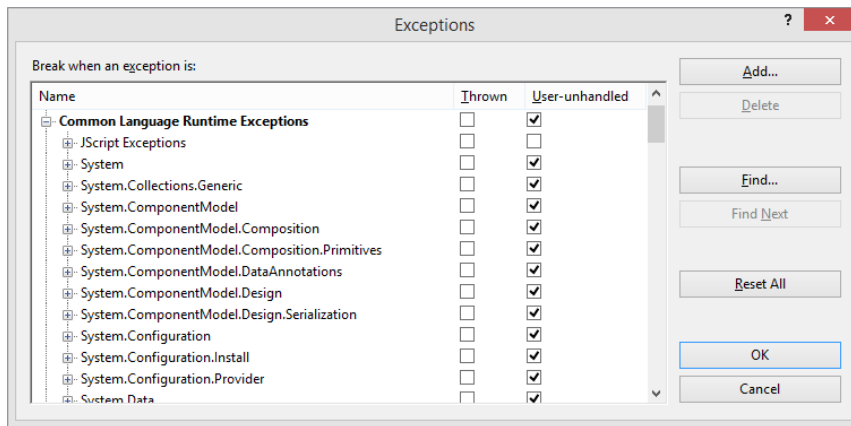 Exceptions
?
Break when an exception is:
Name Thrown User-unhandled
Common Language Runtime Exceptions
JScript Exceptions
System
System.Collections.Generic
System.ComponentModel
System.ComponentModel.Composition
System.ComponentModel.Composition.Primitives
System.ComponentModel.DataAnnotations
System.ComponentModel.Design
System.ComponentModel.Design.Serialization
System.Configuration
System.Configuration.Install
System.Configuration.Provider
System.Data
Add...
Delete
Find...
Find Next
Reset All
OK
Cancel